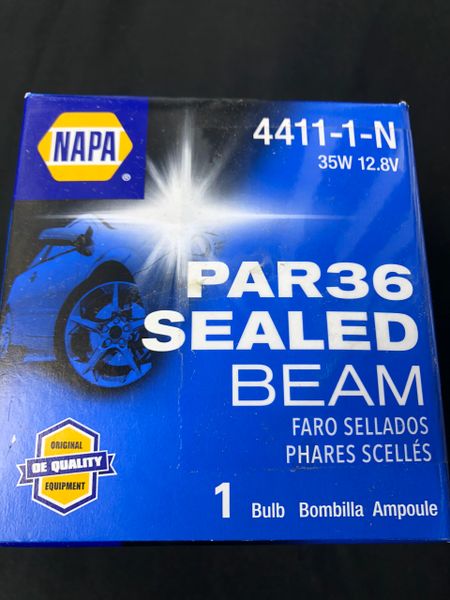 NAPA
®
4411-1-N
35W 12.8V
PAR36
SEALED
BEAM
FARO SELLADOS
PHARES SCELLÉS
ORIGINAL
OE QUALITY
EQUIPMENT
1 Bulb Bombilla Ampoule